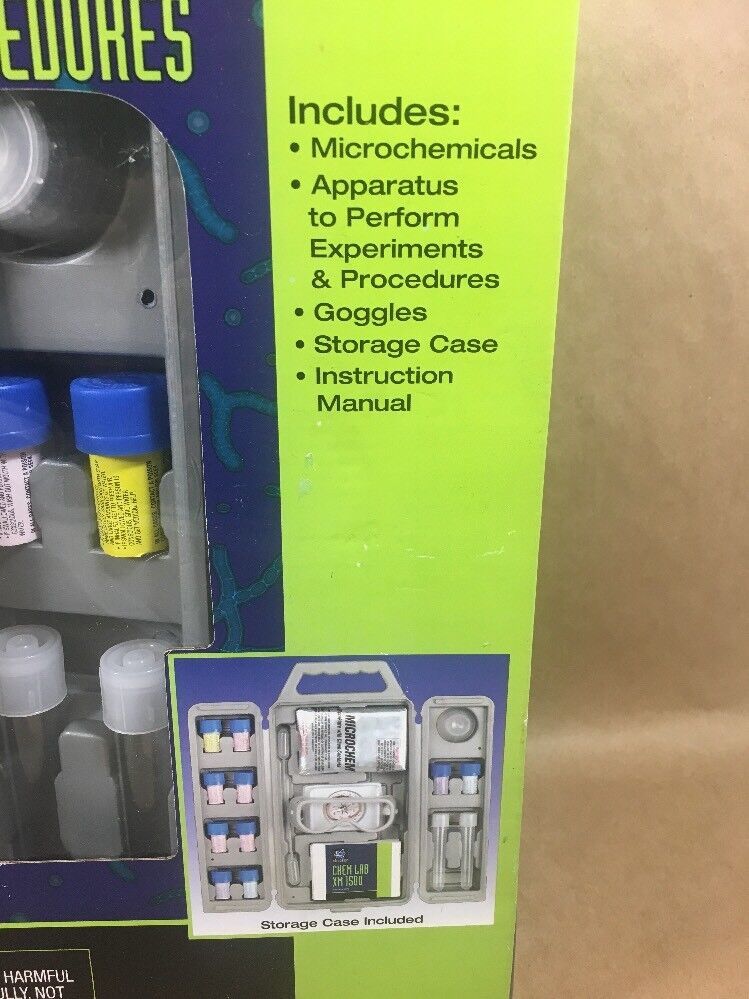 EDURES
Includes:
• Microchemicals
• Apparatus
to Perform
Experiments
& Procedures
• Goggles
• Storage Case
• Instruction
Manual
MICROCHEM
CHEM LAB
XM 1500
Storage Case Included
HARMFUL
ULLY. NOT